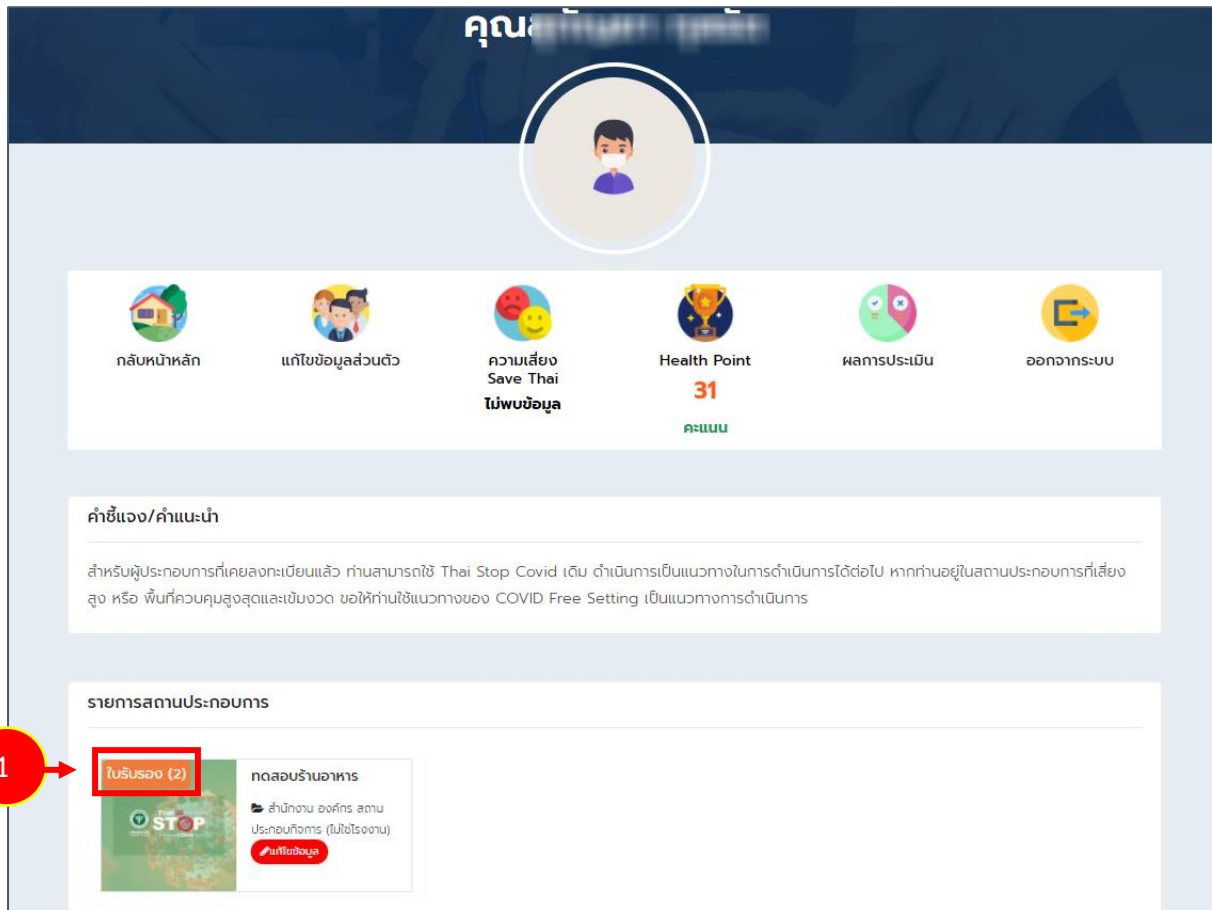 คุณ
กลับหน้าหลัก
แก้ไขข้อมูลส่วนตัว
ความเสี่ยง
Save Thai
ไม่พบข้อมูล
Health Point
31
คะแนน
ผลการประเมิน
ออกจากระบบ
คำชี้แจง/คำแนะนำ
สำหรับผู้ประกอบการที่เคยลงทะเบียนแล้ว ท่านสามารถใช้ Thai Stop Covid เดิม ดำเนินการเป็นแนวทางในการดำเนินการได้ต่อไป หากท่านอยู่ในสถานประกอบการที่เสี่ยง
สูง หรือ พื้นที่ควบคุมสูงสุดและเข้มงวด ขอให้ท่านใช้แนวทางของ COVID Free Setting เป็นแนวทางการดำเนินการ
รายการสถานประกอบการ
1
ใบรับรอง (2)
STOP
ทดสอบร้านอาหาร
สำนักงาน องค์กร สถาน
ประกอบกิจการ (ไม่ใช่โรงงาน)
แก้ไขข้อมูล